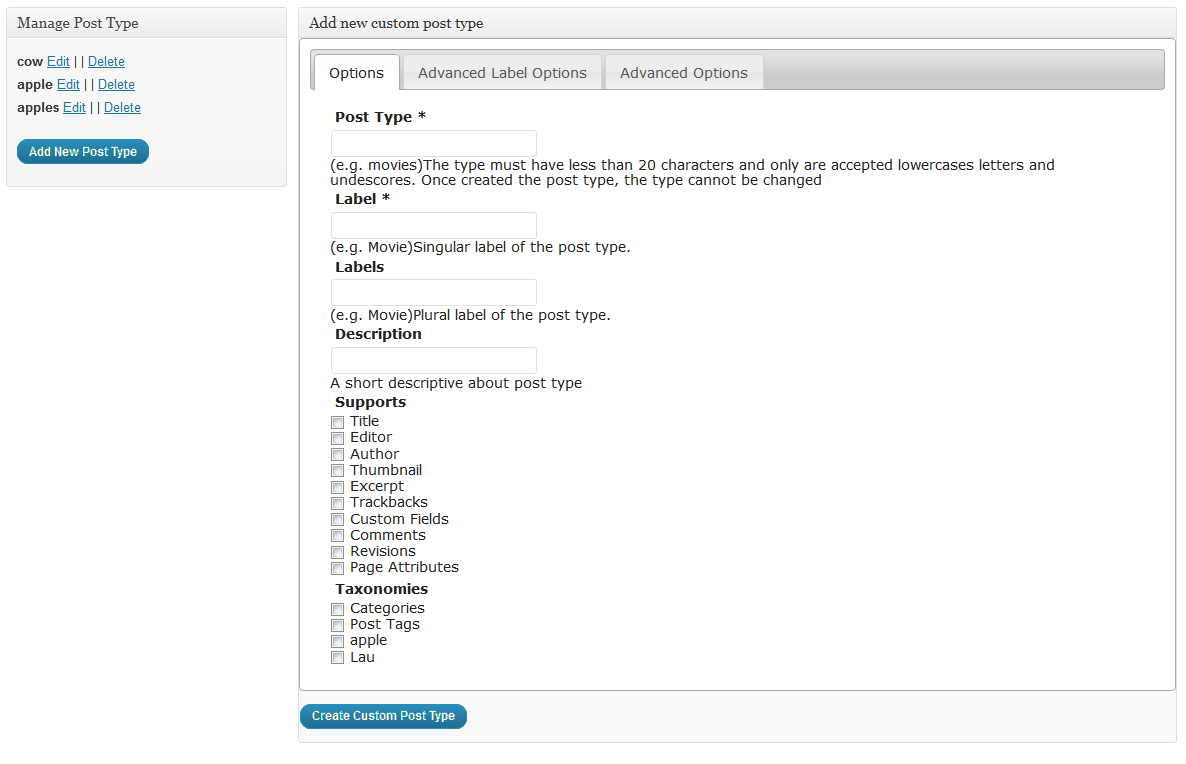 Manage Post Type
cow Edit | | Delete
apple Edit | | Delete
apples Edit | | Delete
Add New Post Type
Add new custom post type
Options
Advanced Label Options
Advanced Options
Post Type *
(e.g. movies)The type must have less than 20 characters and only are accepted lowercases letters and
undescores. Once created the post type, the type cannot be changed
Label *
(e.g. Movie)Singular label of the post type.
Labels
(e.g. Movie)Plural label of the post type.
Description
A short descriptive about post type
Supports
Title
Editor
Author
Thumbnail
Excerpt
Trackbacks
Custom Fields
Comments
Revisions
Page Attributes
Taxonomies
Categories
Post Tags
apple
Lau
Create Custom Post Type